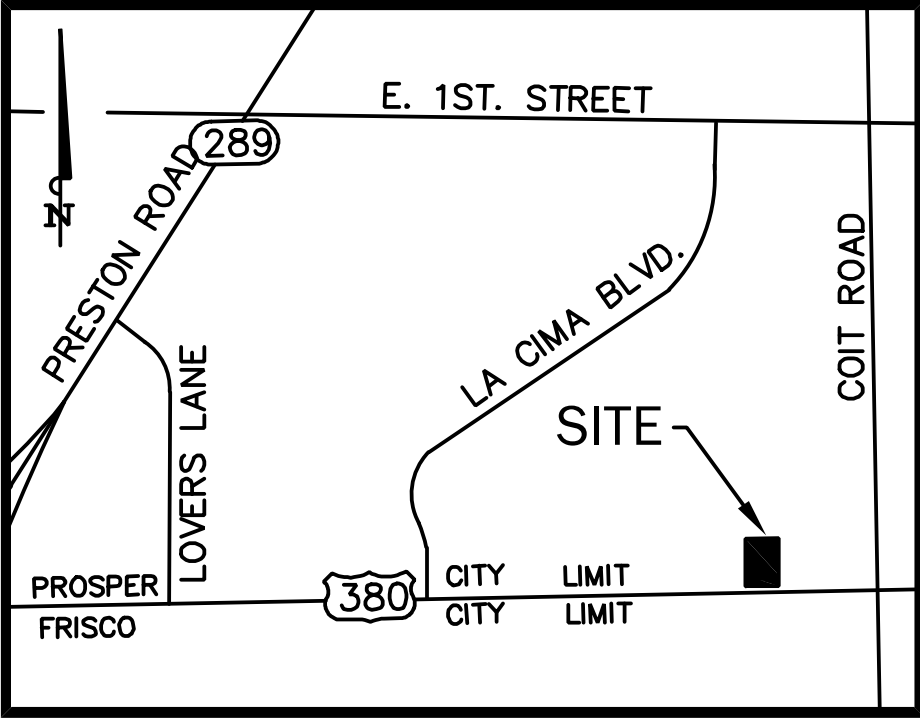 E. 1ST. STREET
289
PRESTON ROAD
N
LA CIMA BLVD.
COIT ROAD
LOVERS LANE
SITE
PROSPER
FRISCO
380
CITY LIMIT
CITY LIMIT